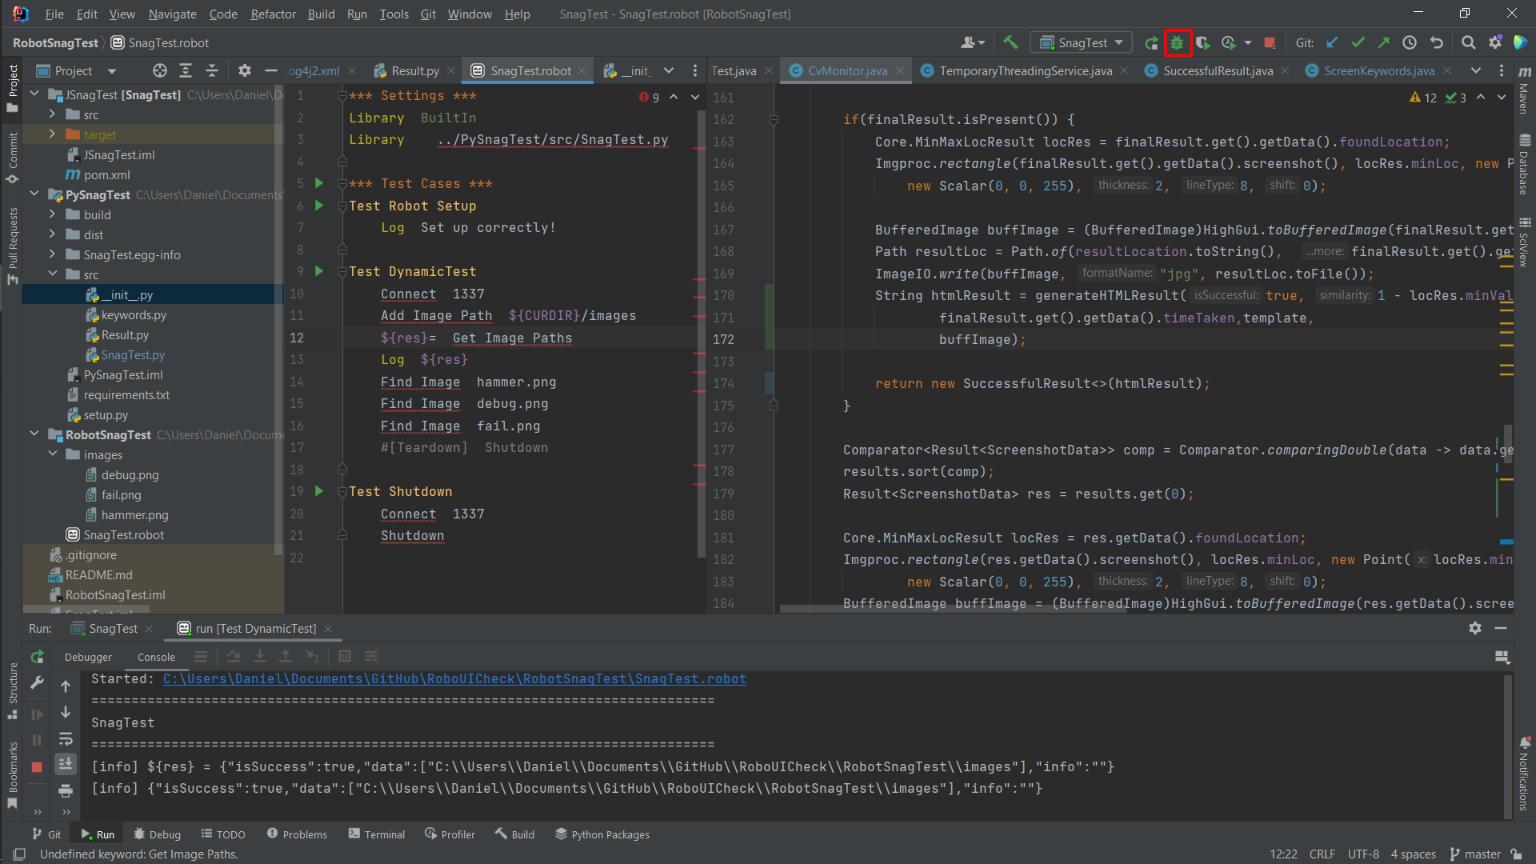 File Edit View Navigate Code Refactor Build Run Tools Git Window Help SnagTest - SnagTest.robot [RobotSnagTest]
RobotSnagTest SnagTest.robot SnagTest Git:
Project og4j2.xml Result.py SnagTest.robot __init_ Test.java CvMonitor.java TemporaryThreadingService.java SuccessfulResult.java ScreenKeywords.java
Project
Commit
Pull Requests
Structure
Bookmarks
JSnagTest [SnagTest] C:\Users\Daniel\D
src
target
JSnagTest.iml
pom.xml
PySnagTest C:\Users\Daniel\Documents
build
dist
SnagTest.egg-info
src
__init__.py
keywords.py
Result.py
SnagTest.py
PySnagTest.iml
requirements.txt
setup.py
RobotSnagTest C:\Users\Daniel\Docum
images
debug.png
fail.png
hammer.png
SnagTest.robot
.gitignore
README.md
RobotSnagTest.iml
SnagTest.iml
9
1 *** Settings ***
2 Library BuiltIn
3 Library ../PySnagTest/src/SnagTest.py
4
5 *** Test Cases ***
6 Test Robot Setup
7 Log Set up correctly!
8
9 Test DynamicTest
10 Connect 1337
11 Add Image Path ${CURDIR}/images
12 ${res}= Get Image Paths
13 Log ${res}
14 Find Image hammer.png
15 Find Image debug.png
16 Find Image fail.png
17 #[Teardown] Shutdown
18
19 Test Shutdown
20 Connect 1337
21 Shutdown
22
12 3
161
162 if(finalResult.isPresent()) {
163 Core.MinMaxLocResult locRes = finalResult.get().getData().foundLocation;
164 Imgproc.rectangle(finalResult.get().getData().screenshot(), locRes.minLoc, new P
165 new Scalar(0, 0, 255), thickness: 2, lineType: 8, shift: 0);
166
167 BufferedImage buffImage = (BufferedImage)HighGui.toBufferedImage(finalResult.get
168 Path resultLoc = Path.of(resultLocation.toString(), ...more: finalResult.get().ge
169 ImageIO.write(buffImage, formatName: "jpg", resultLoc.toFile());
170 String htmlResult = generateHTMLResult( isSuccessful: true, similarity: 1 - locRes.minVal
171 finalResult.get().getData().timeTaken,template,
172 buffImage);
173
174 return new SuccessfulResult<>(htmlResult);
175 }
176
177 Comparator<Result<ScreenshotData>> comp = Comparator.comparingDouble(data -> data.ge
178 results.sort(comp);
179 Result<ScreenshotData> res = results.get(0);
180
181 Core.MinMaxLocResult locRes = res.getData().foundLocation;
182 Imgproc.rectangle(res.getData().screenshot(), locRes.minLoc, new Point( x: locRes.min
183 new Scalar(0, 0, 255), thickness: 2, lineType: 8, shift: 0);
184 BufferedImage buffImage = (BufferedImage)HighGui.toBufferedImage(res.getData().scree
Maven
Database
SciView
Notifications
Run: SnagTest run [Test DynamicTest]
Debugger Console
Started: C:\Users\Daniel\Documents\GitHub\RoboUICheck\RobotSnagTest\SnagTest.robot
==============================================================================
SnagTest
==============================================================================
[info] ${res} = {"isSuccess":true,"data":["C:\\Users\\Daniel\\Documents\\GitHub\\RoboUICheck\\RobotSnagTest\\images"],"info":""}
[info] {"isSuccess":true,"data":["C:\\Users\\Daniel\\Documents\\GitHub\\RoboUICheck\\RobotSnagTest\\images"],"info":""}
Git Run Debug TODO Problems Terminal Profiler Build Python Packages
Undefined keyword: Get Image Paths. 12:22 CRLF UTF-8 4 spaces master